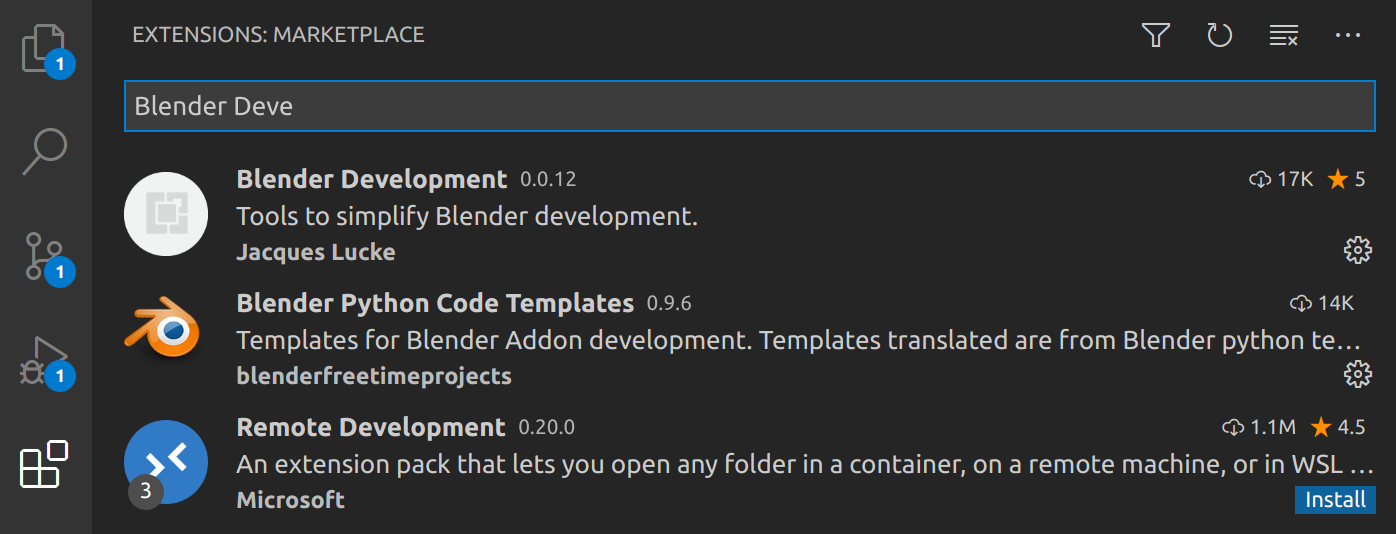 EXTENSIONS: MARKETPLACE
1
Blender Deve
Blender Development 0.0.12 17K 5
Tools to simplify Blender development.
Jacques Lucke
1
Blender Python Code Templates 0.9.6 14K
Templates for Blender Addon development. Templates translated are from Blender python te…
blenderfreetimeprojects
1
Remote Development 0.20.0 1.1M 4.5
An extension pack that lets you open any folder in a container, on a remote machine, or in WSL …
3
Microsoft Install